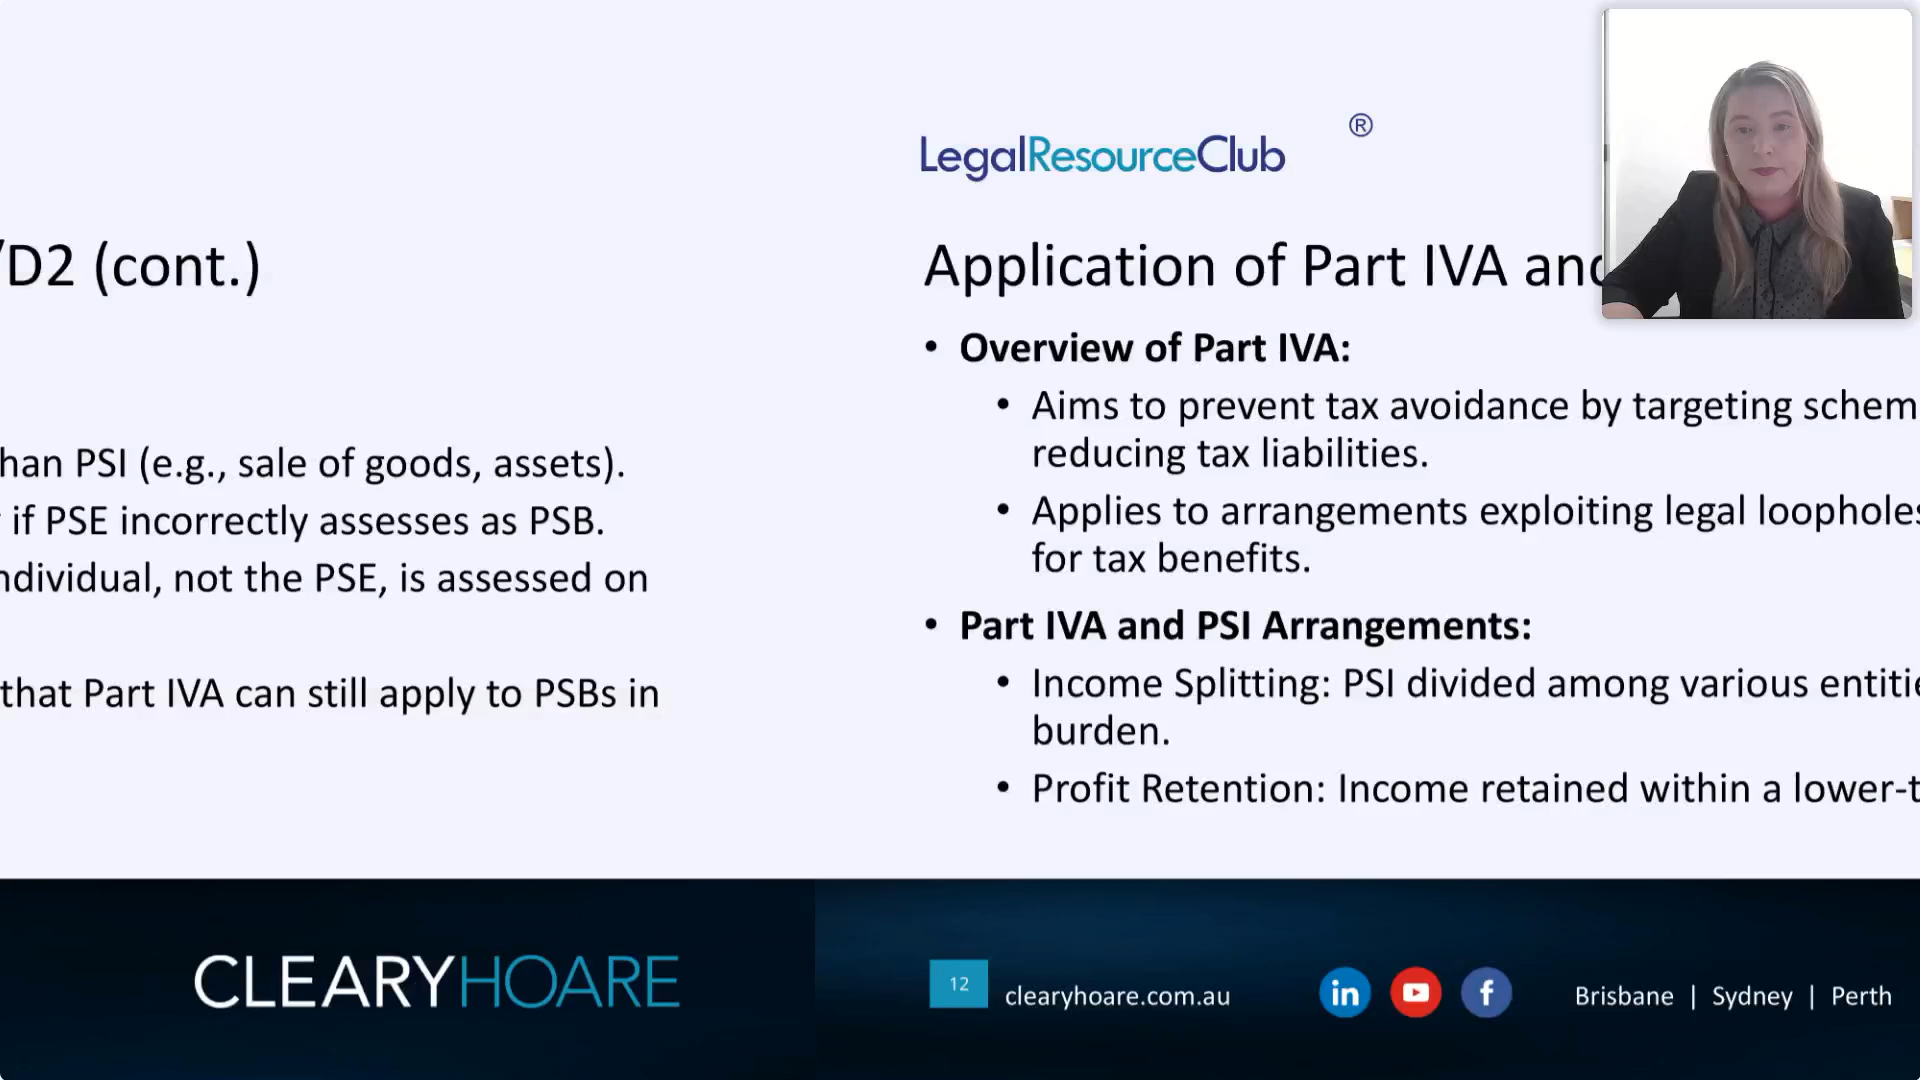 /D2 (cont.)
han PSI (e.g., sale of goods, assets).
if PSE incorrectly assesses as PSB.
ndividual, not the PSE, is assessed on
that Part IVA can still apply to PSBs in
CLEARYHOARE
LegalResourceClub ®
Application of Part IVA and
• Overview of Part IVA:
• Aims to prevent tax avoidance by targeting schem
reducing tax liabilities.
• Applies to arrangements exploiting legal loopholes
for tax benefits.
• Part IVA and PSI Arrangements:
• Income Splitting: PSI divided among various entitie
burden.
• Profit Retention: Income retained within a lower-t
12
clearyhoare.com.au
in
f
Brisbane | Sydney | Perth